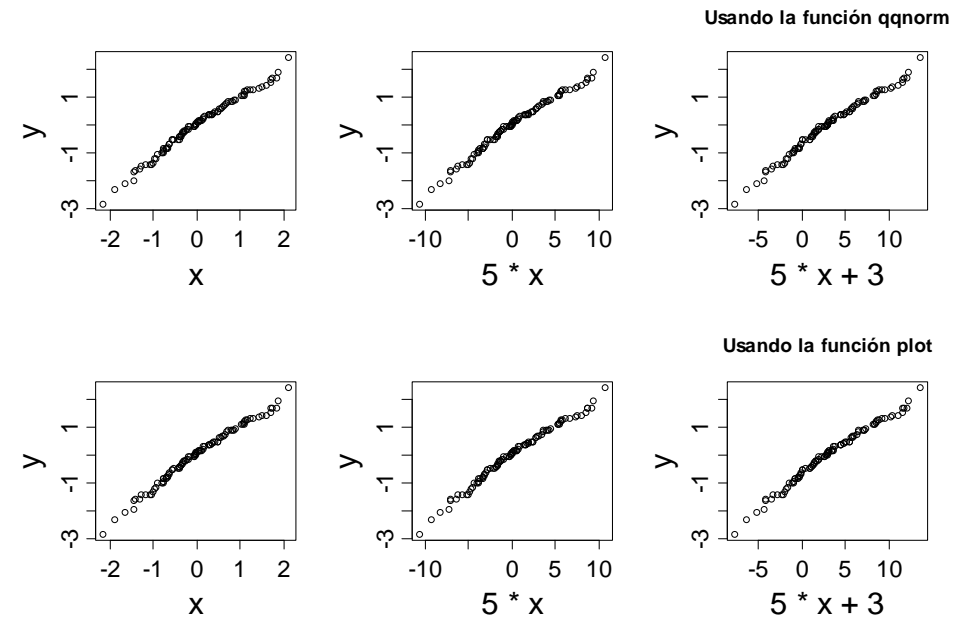 Usando la función qqnorm
y
1
-1
-3
-2 -1 0 1 2
x
y
1
-1
-3
-10 0 5 10
5 * x
y
1
-1
-3
-5 0 5 10
5 * x + 3
Usando la función plot
y
1
-1
-3
-2 -1 0 1 2
x
y
1
-1
-3
-10 0 5 10
5 * x
y
1
-1
-3
-5 0 5 10
5 * x + 3